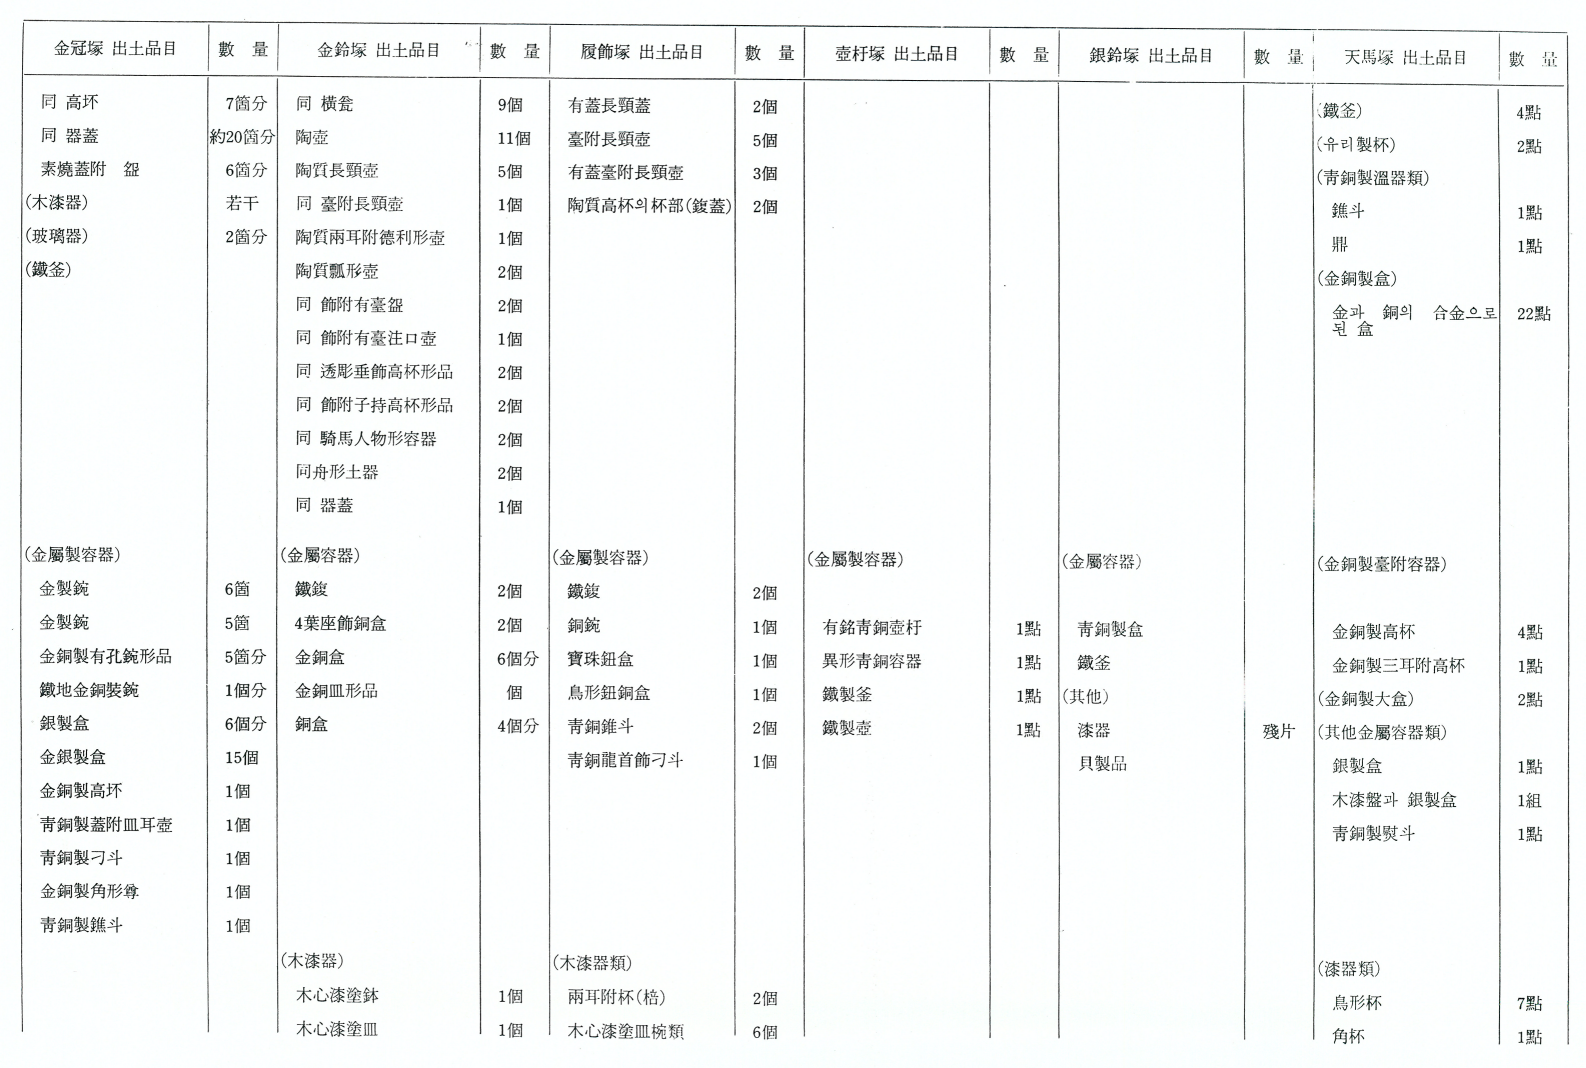 金冠塚 出土品目 數 量 金鈴塚 出土品目 數 量 履飾塚 出土品目 數 量 壺杅塚 出土品目 數 量 銀鈴塚 出土品目 數 量 天馬塚 出土品目 數 量
同 高坏 7箇分 同 橫瓮 9個 有蓋長頸蓋 2個 (鐵釜) 4點
同 器蓋 約20箇分 陶壺 11個 臺附長頸壺 5個 (유리製杯) 2點
素燒蓋附 盌 6箇分 陶質長頸壺 5個 有蓋臺附長頸壺 3個 (靑銅製溫器類)
(木漆器) 若干 同 臺附長頸壺 1個 陶質高杯의杯部(鍑蓋) 2個 鐎斗 1點
(玻璃器) 2箇分 陶質兩耳附德利形壺 1個 鼎 1點
(鐵釜) 陶質瓢形壺 2個 (金銅製盒)
同 飾附有臺盌 2個 金과 銅의 合金으로 22點
된 盒
同 飾附有臺注口壺 1個
同 透彫垂飾高杯形品 2個
同 飾附子持高杯形品 2個
同 騎馬人物形容器 2個
同舟形土器 2個
同 器蓋 1個
(金屬製容器) (金屬容器) (金屬製容器) (金屬製容器) (金屬容器) (金銅製臺附容器)
金製鋺 6箇 鐵鍑 2個 鐵鍑 2個
金製鋺 5箇 4葉座飾銅盒 2個 銅鋺 1個 有銘靑銅壺杅 1點 靑銅製盒 金銅製高杯 4點
金銅製有孔鋺形品 5箇分 金銅盒 6個分 寶珠鈕盒 1個 異形靑銅容器 1點 鐵釜 金銅製三耳附高杯 1點
鐵地金銅裝鋺 1個分 金銅皿形品 個 鳥形鈕銅盒 1個 鐵製釜 1點 (其他) (金銅製大盒) 2點
銀製盒 6個分 銅盒 4個分 靑銅錐斗 2個 鐵製壺 1點 漆器 殘片 (其他金屬容器類)
金銀製盒 15個 靑銅龍首飾刁斗 1個 貝製品 銀製盒 1點
金銅製高坏 1個 木漆盤과 銀製盒 1組
靑銅製蓋附皿耳壺 1個 靑銅製熨斗 1點
靑銅製刁斗 1個
金銅製角形尊 1個
靑銅製鐎斗 1個
(木漆器) (木漆器類) (漆器類)
木心漆塗鉢 1個 兩耳附杯(棓) 2個 鳥形杯 7點
木心漆塗皿 1個 木心漆塗皿椀類 6個 角杯 1點